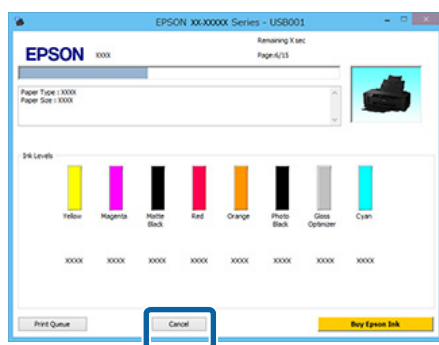 EPSON XX-XXXXX Series - USB001
Remaining X sec
EPSON XXXX
Page:6/15
Paper Type : XXXX
Paper Size : XXXX
Ink Levels
Yellow Magenta Matte Black Red Orange Photo Black Gloss Optimizer Cyan
XXXX XXXX XXXX XXXX XXXX XXXX XXXX XXXX
Print Queue Cancel Buy Epson Ink